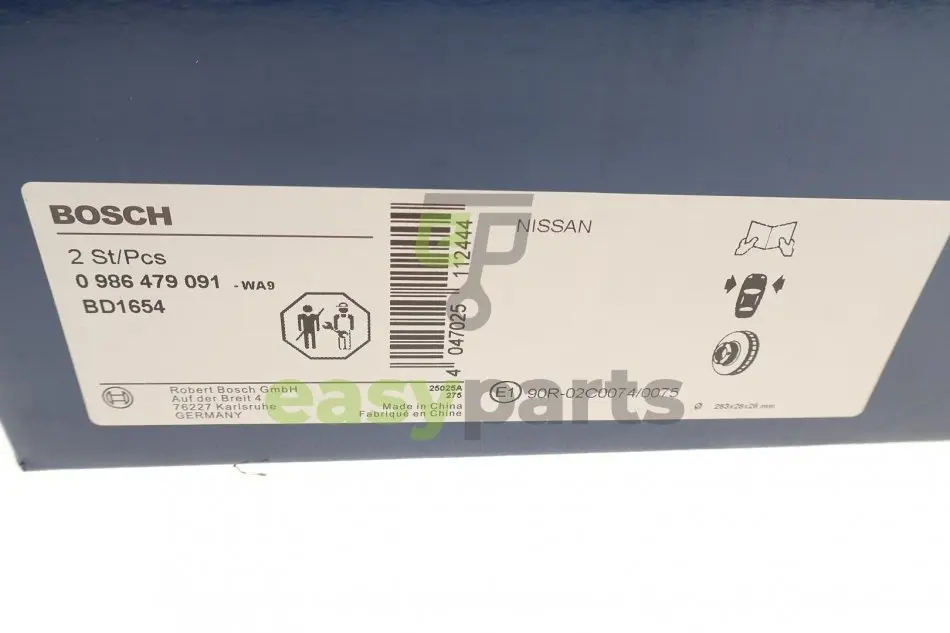 BOSCH
2 St/Pcs
0 986 479 091 -WA9
BD1654
Robert Bosch GmbH
Auf der Breit 4
76227 Karlsruhe
GERMANY
25025A
275
Made in China
Fabriqué en Chine
4 047025 112444
NISSAN
E1 90R-02C0074/0075
easyparts